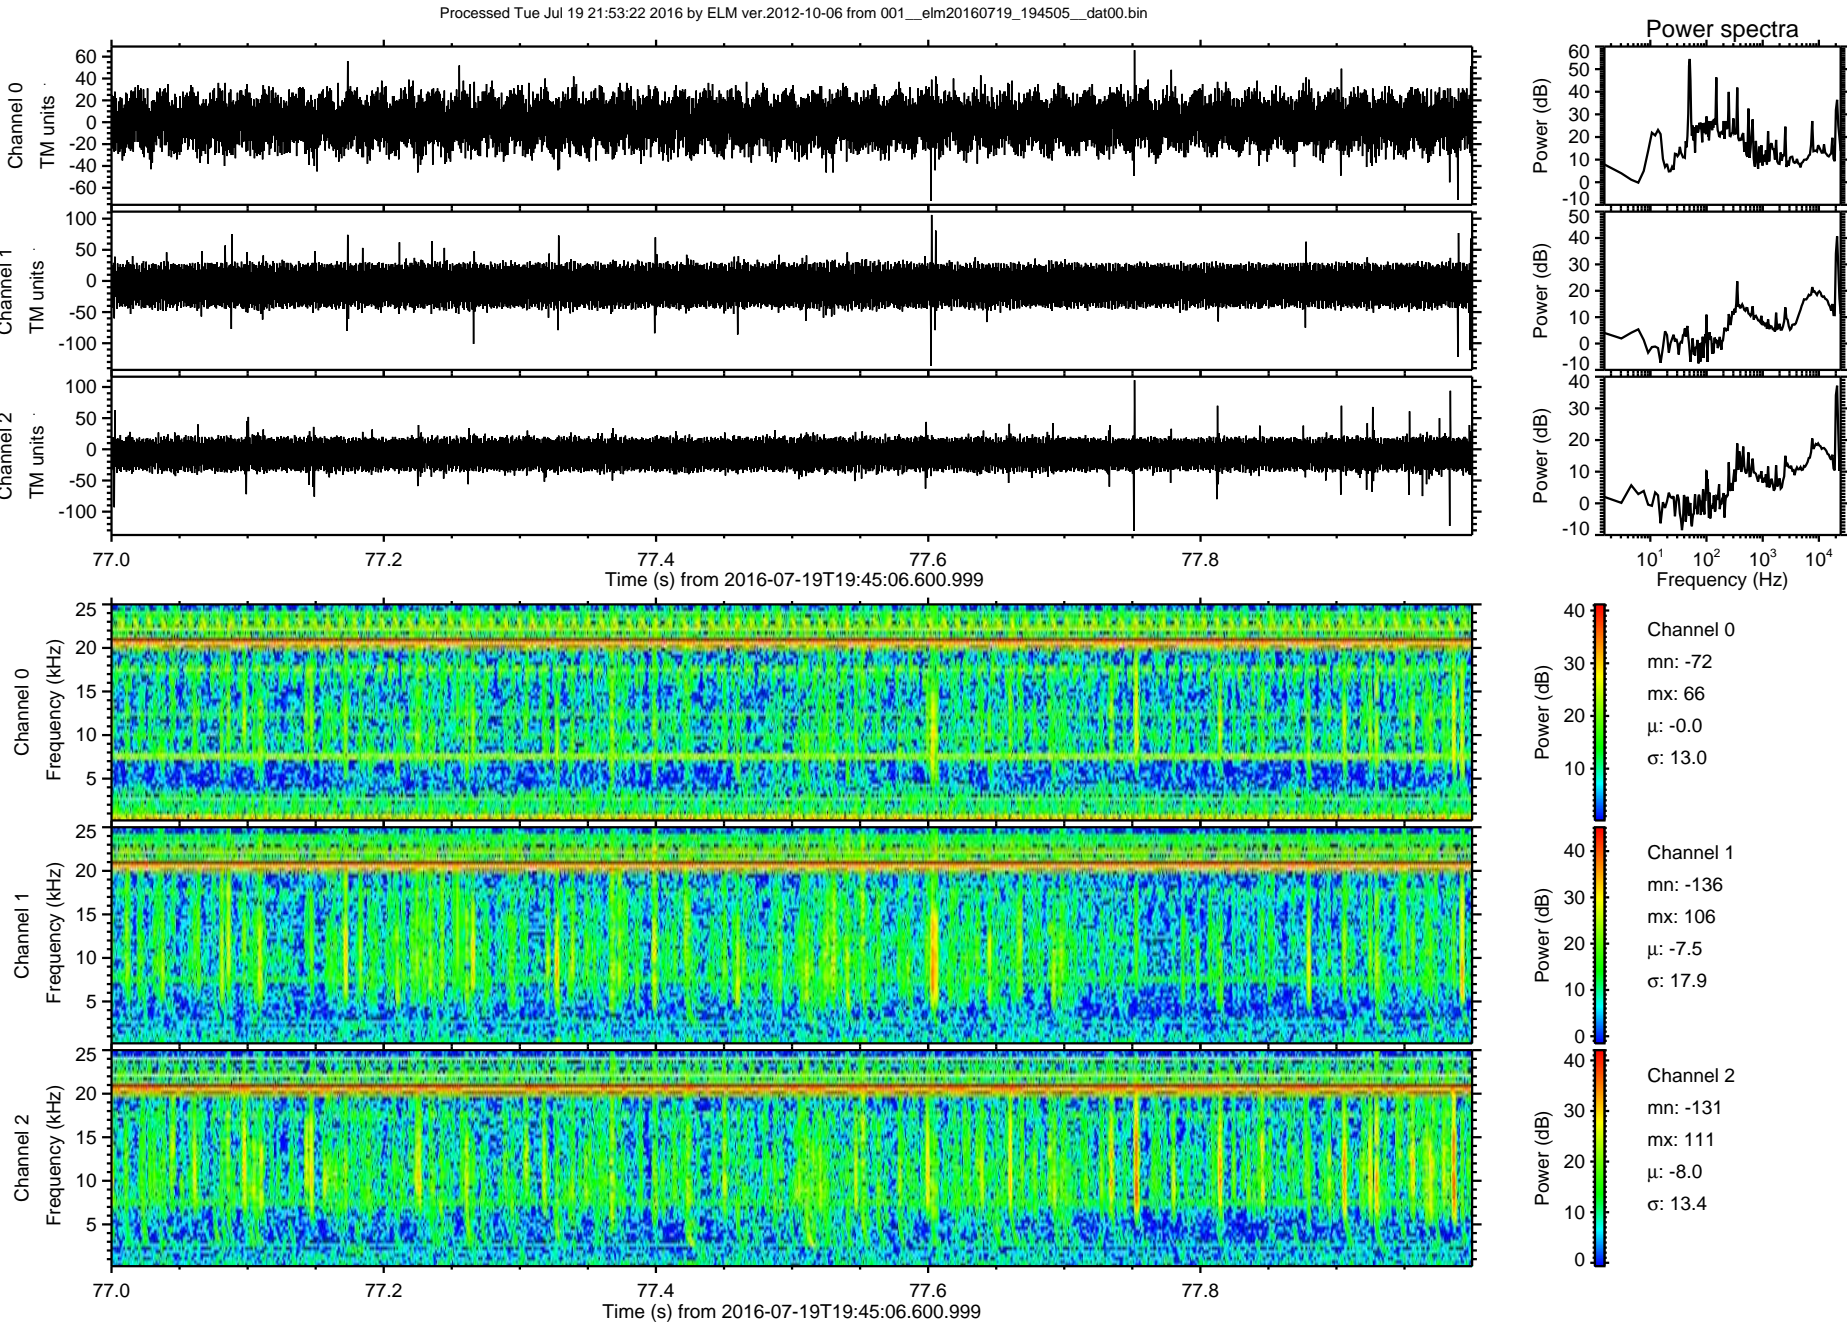 Processed Tue Jul 19 21:53:22 2016 by ELM ver.2012-10-06 from 001__elm20160719_194505__dat00.bin
Power spectra
Channel 0
TM units
60
40
20
0
-20
-40
-60
Power (dB)
60
50
40
30
20
10
0
-10
Channel 1
TM units
100
50
0
-50
-100
Power (dB)
50
40
30
20
10
0
-10
Channel 2
TM units
100
50
0
-50
-100
Power (dB)
40
30
20
10
0
-10
77.0 77.2 77.4 77.6 77.8
Time (s) from 2016-07-19T19:45:06.600.999
10¹ 10² 10³ 10⁴
Frequency (Hz)
Channel 0
Frequency (kHz)
25
20
15
10
5
Power (dB)
40
30
20
10
Channel 0
mn: -72
mx: 66
µ: -0.0
σ: 13.0
Channel 1
Frequency (kHz)
25
20
15
10
5
Power (dB)
40
30
20
10
0
Channel 1
mn: -136
mx: 106
µ: -7.5
σ: 17.9
Channel 2
Frequency (kHz)
25
20
15
10
5
Power (dB)
40
30
20
10
0
Channel 2
mn: -131
mx: 111
µ: -8.0
σ: 13.4
77.0 77.2 77.4 77.6 77.8
Time (s) from 2016-07-19T19:45:06.600.999